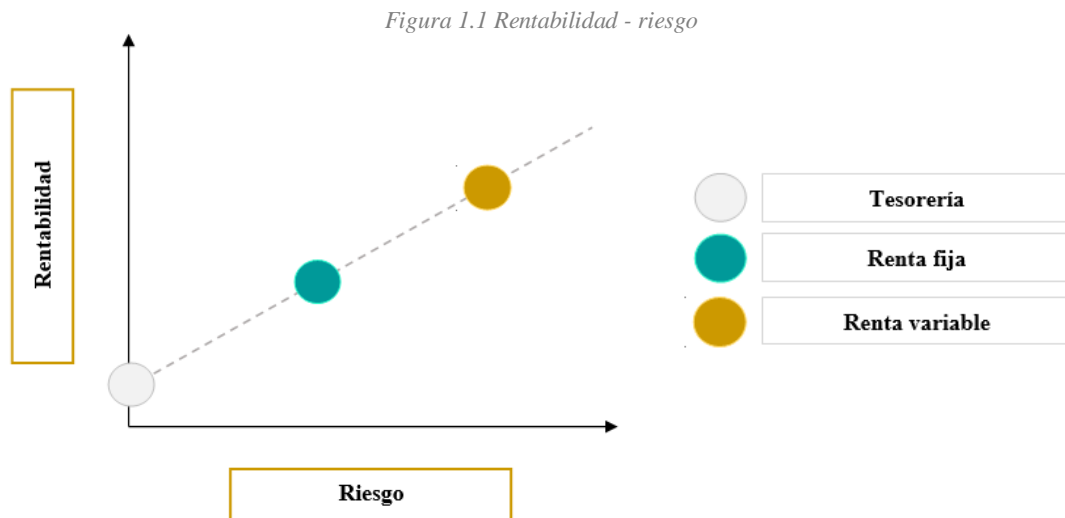 Figura 1.1 Rentabilidad - riesgo
Rentabilidad
Tesorería
Renta fija
Renta variable
Riesgo